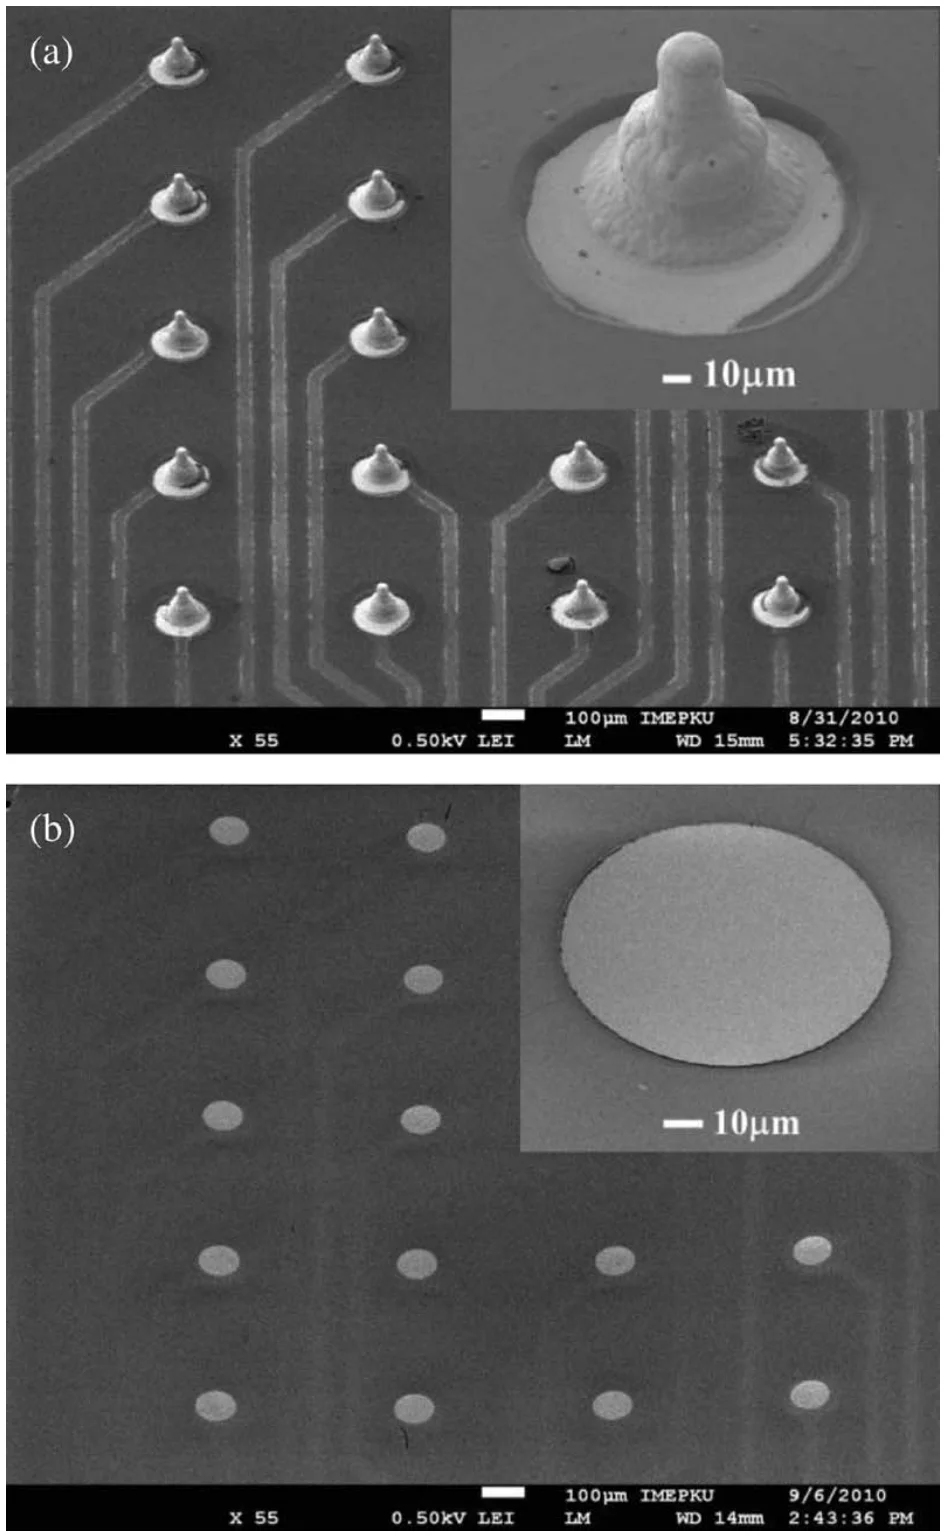 (a)
10μm
100μm IMEPKU 8/31/2010
X 55 0.50kV LEI LM WD 15mm 5:32:35 PM
(b)
10μm
100μm IMEPKU 9/6/2010
X 55 0.50kV LEI LM WD 14mm 2:43:36 PM